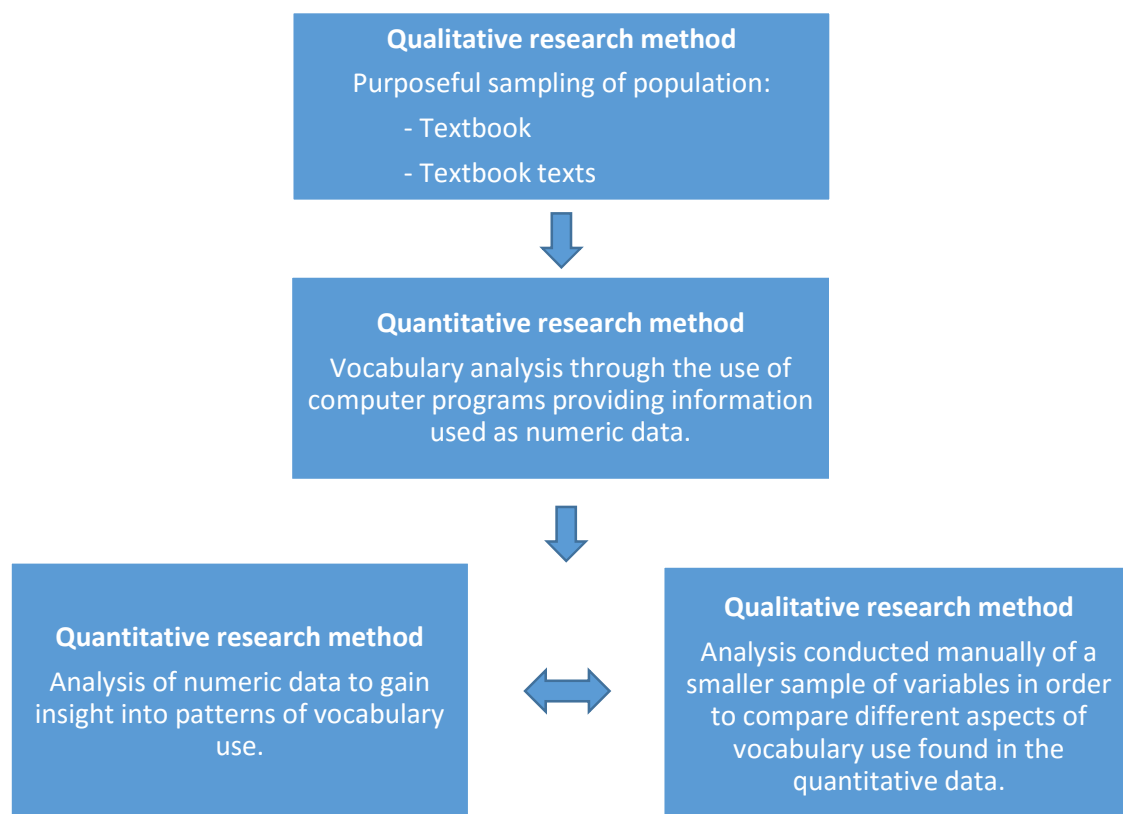 Qualitative research method
Purposeful sampling of population:
- Textbook
- Textbook texts
Quantitative research method
Vocabulary analysis through the use of
computer programs providing information
used as numeric data.
Quantitative research method
Analysis of numeric data to gain
insight into patterns of vocabulary
use.
Qualitative research method
Analysis conducted manually of a
smaller sample of variables in order
to compare different aspects of
vocabulary use found in the
quantitative data.